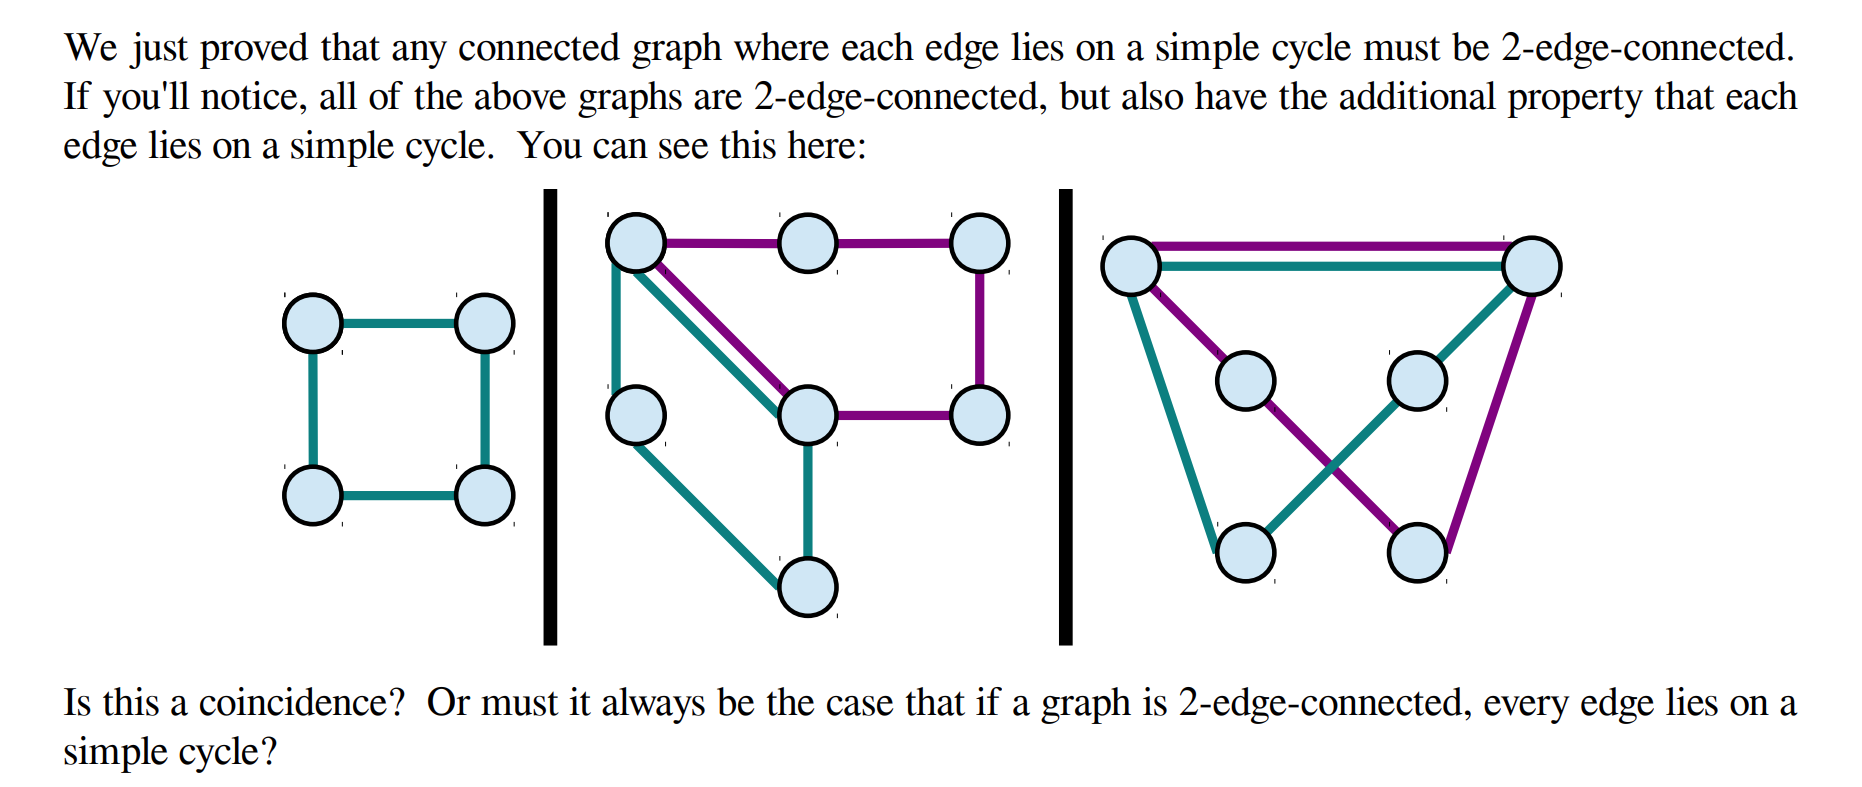 We just proved that any connected graph where each edge lies on a simple cycle must be 2-edge-connected.
If you'll notice, all of the above graphs are 2-edge-connected, but also have the additional property that each
edge lies on a simple cycle.  You can see this here:
Is this a coincidence?  Or must it always be the case that if a graph is 2-edge-connected, every edge lies on a
simple cycle?